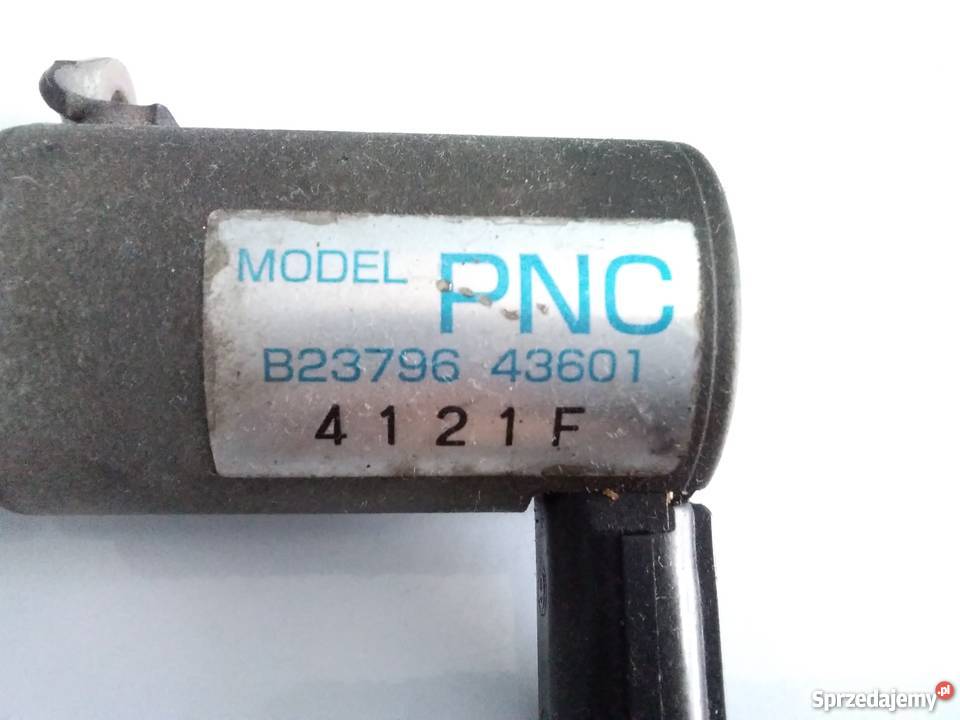 MODEL PNC
B23796 43601
4121F
Sprzedajemy.pl